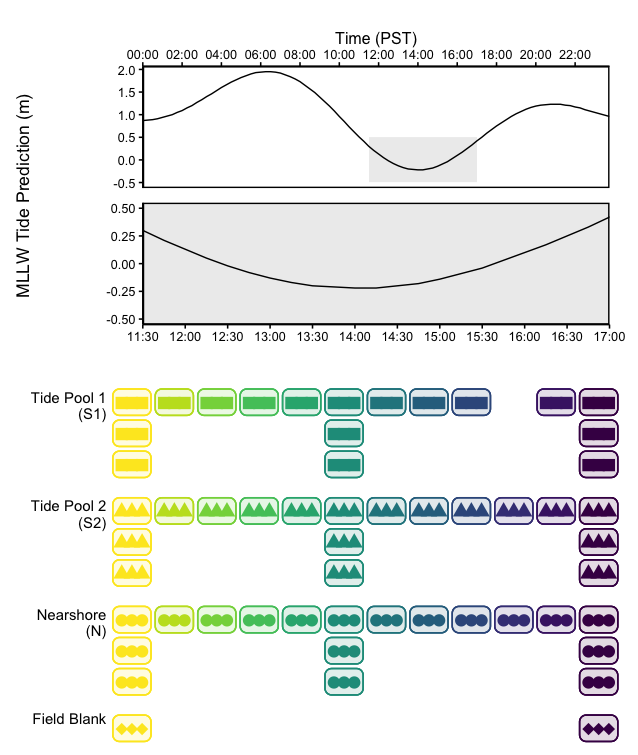 Time (PST)
00:00 02:00 04:00 06:00 08:00 10:00 12:00 14:00 16:00 18:00 20:00 22:00
MLLW Tide Prediction (m)
2.0
1.5
1.0
0.5
0.0
-0.5
0.50
0.25
0.00
-0.25
-0.50
11:30 12:00 12:30 13:00 13:30 14:00 14:30 15:00 15:30 16:00 16:30 17:00
Tide Pool 1
(S1)
Tide Pool 2
(S2)
Nearshore
(N)
Field Blank